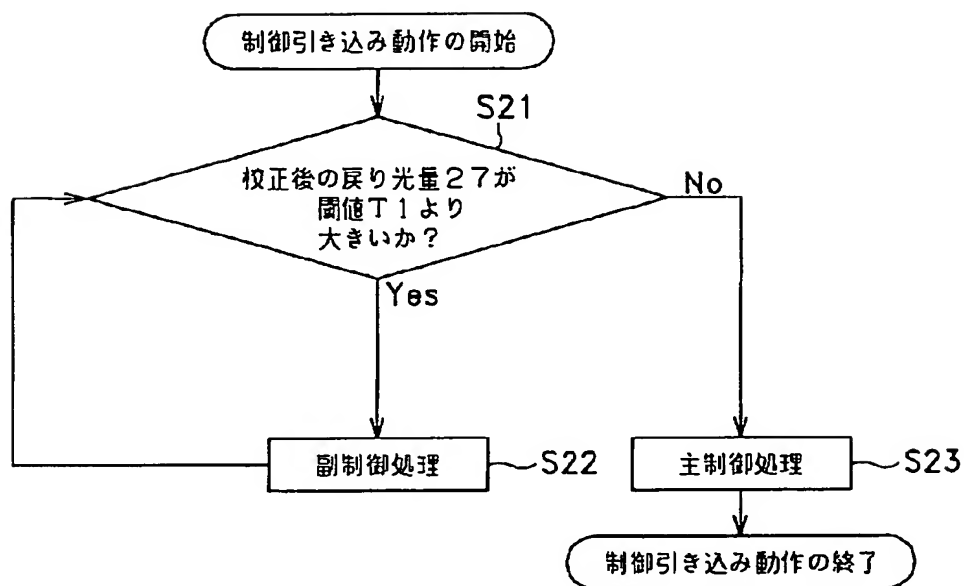 制御引き込み動作の開始
S21
校正後の戻り光量27が
閾値T1より
大きいか?
No
Yes
副制御処理
S22
主制御処理
S23
制御引き込み動作の終了